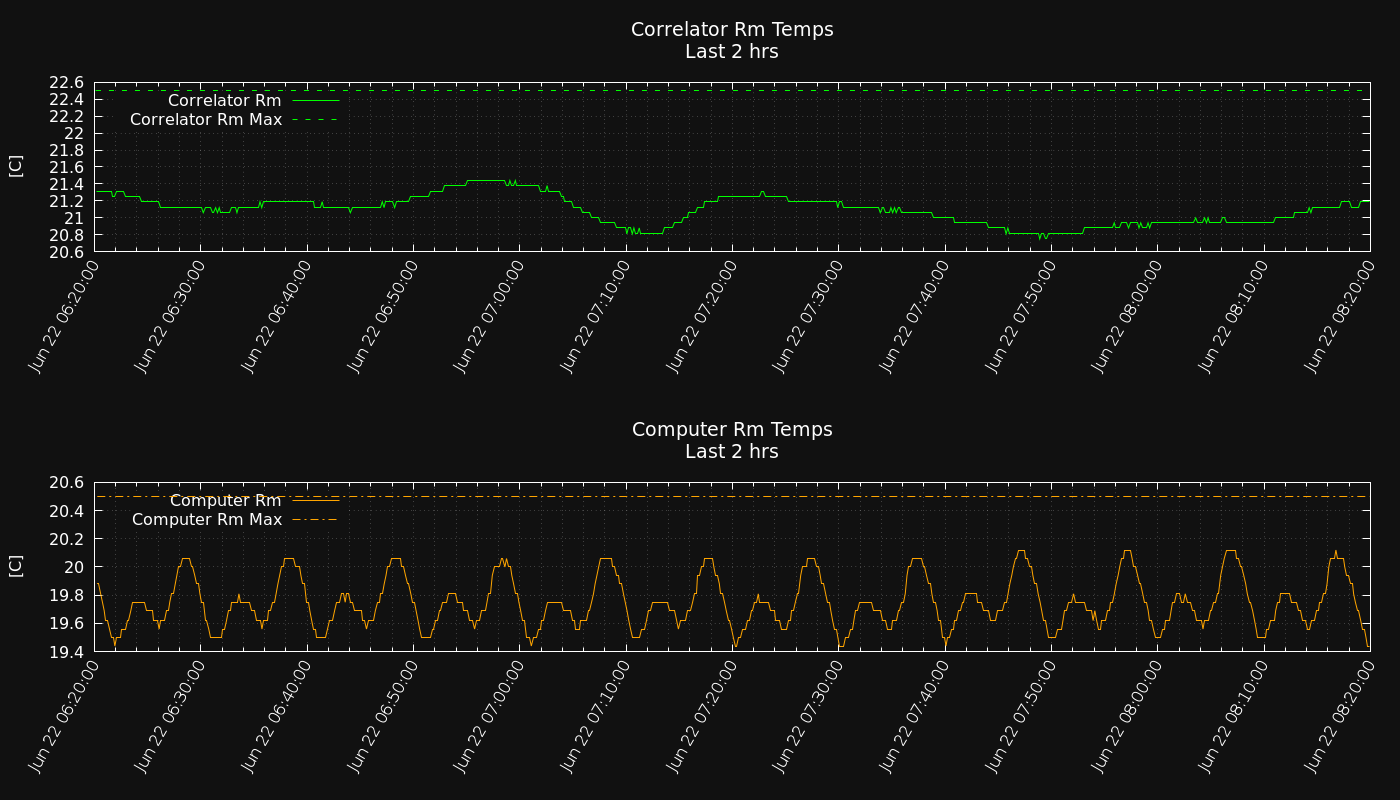 Correlator Rm Temps
Last 2 hrs
22.6
22.4
22.2
22
21.8
21.6
21.4
21.2
21
20.8
20.6
[C]
Correlator Rm
Correlator Rm Max
Jun 22 06:20:00
Jun 22 06:30:00
Jun 22 06:40:00
Jun 22 06:50:00
Jun 22 07:00:00
Jun 22 07:10:00
Jun 22 07:20:00
Jun 22 07:30:00
Jun 22 07:40:00
Jun 22 07:50:00
Jun 22 08:00:00
Jun 22 08:10:00
Jun 22 08:20:00
Computer Rm Temps
Last 2 hrs
20.6
20.4
20.2
20
19.8
19.6
19.4
[C]
Computer Rm
Computer Rm Max
Jun 22 06:20:00
Jun 22 06:30:00
Jun 22 06:40:00
Jun 22 06:50:00
Jun 22 07:00:00
Jun 22 07:10:00
Jun 22 07:20:00
Jun 22 07:30:00
Jun 22 07:40:00
Jun 22 07:50:00
Jun 22 08:00:00
Jun 22 08:10:00
Jun 22 08:20:00